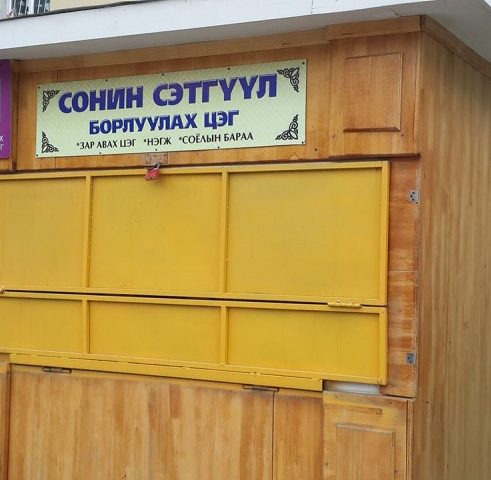 СОНИН СЭТГҮҮЛ
БОРЛУУЛАХ ЦЭГ
*ЗАР АВАХ ЦЭГ *НЭГЖ *СОЁЛЫН БАРАА